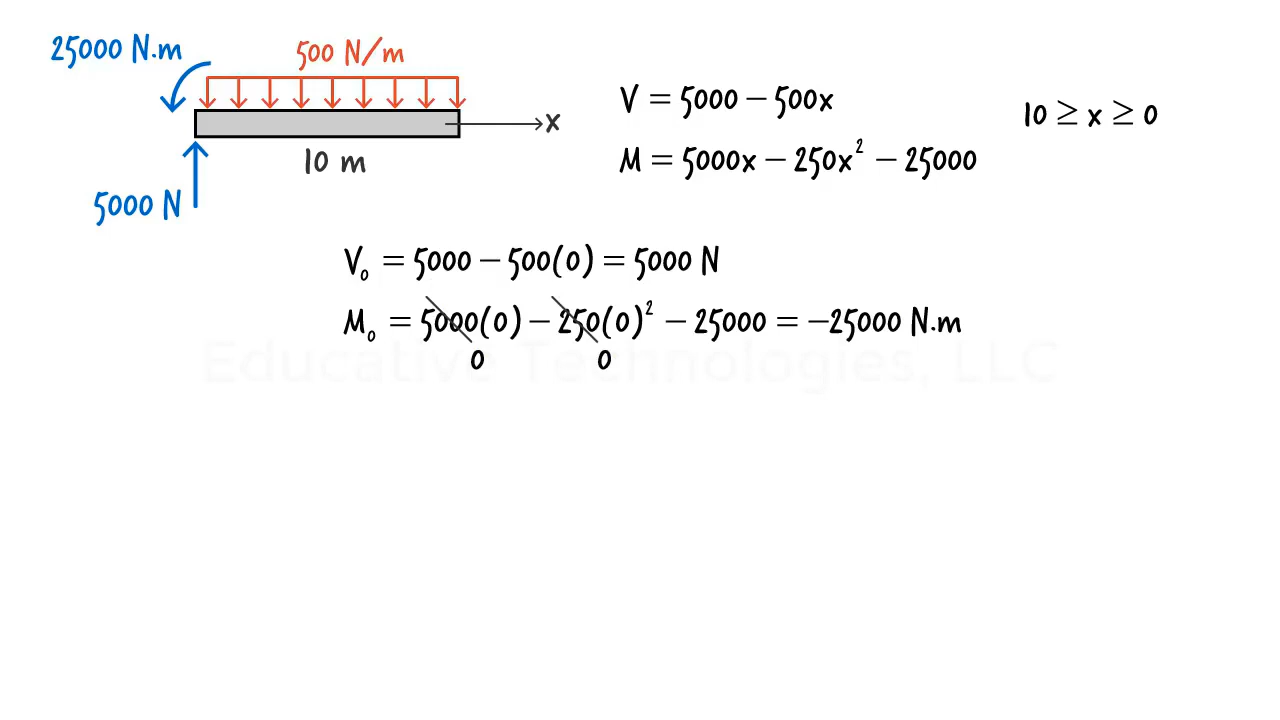 25000 N.m
500 N/m
x
10 m
5000 N
V = 5000 − 500x
M = 5000x − 250x² − 25000
10 ≥ x ≥ 0
V₀ = 5000 − 500(0) = 5000 N
M₀ = 5000(0) − 250(0)² − 25000 = −25000 N.m
0 0
Educative Technologies, LLC